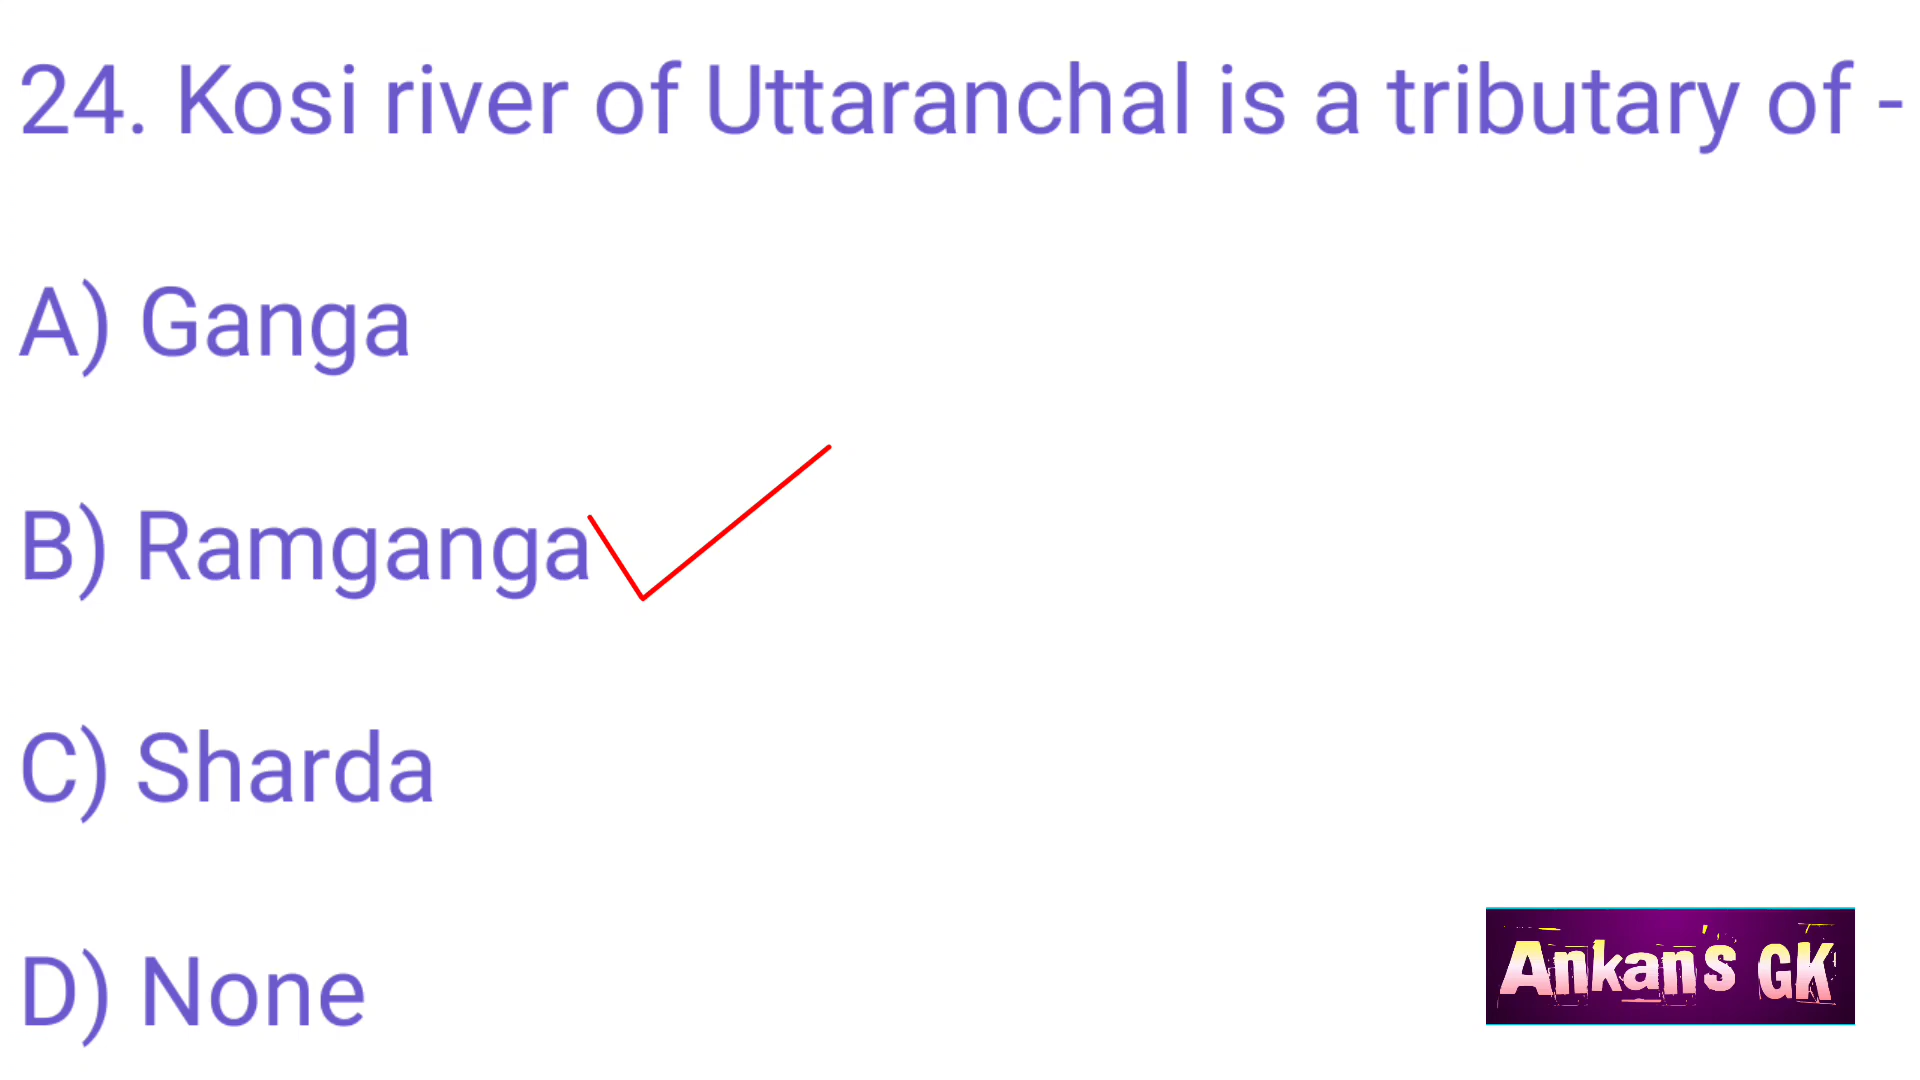 24. Kosi river of Uttaranchal is a tributary of -
A) Ganga
B) Ramganga
C) Sharda
D) None
Ankan's GK